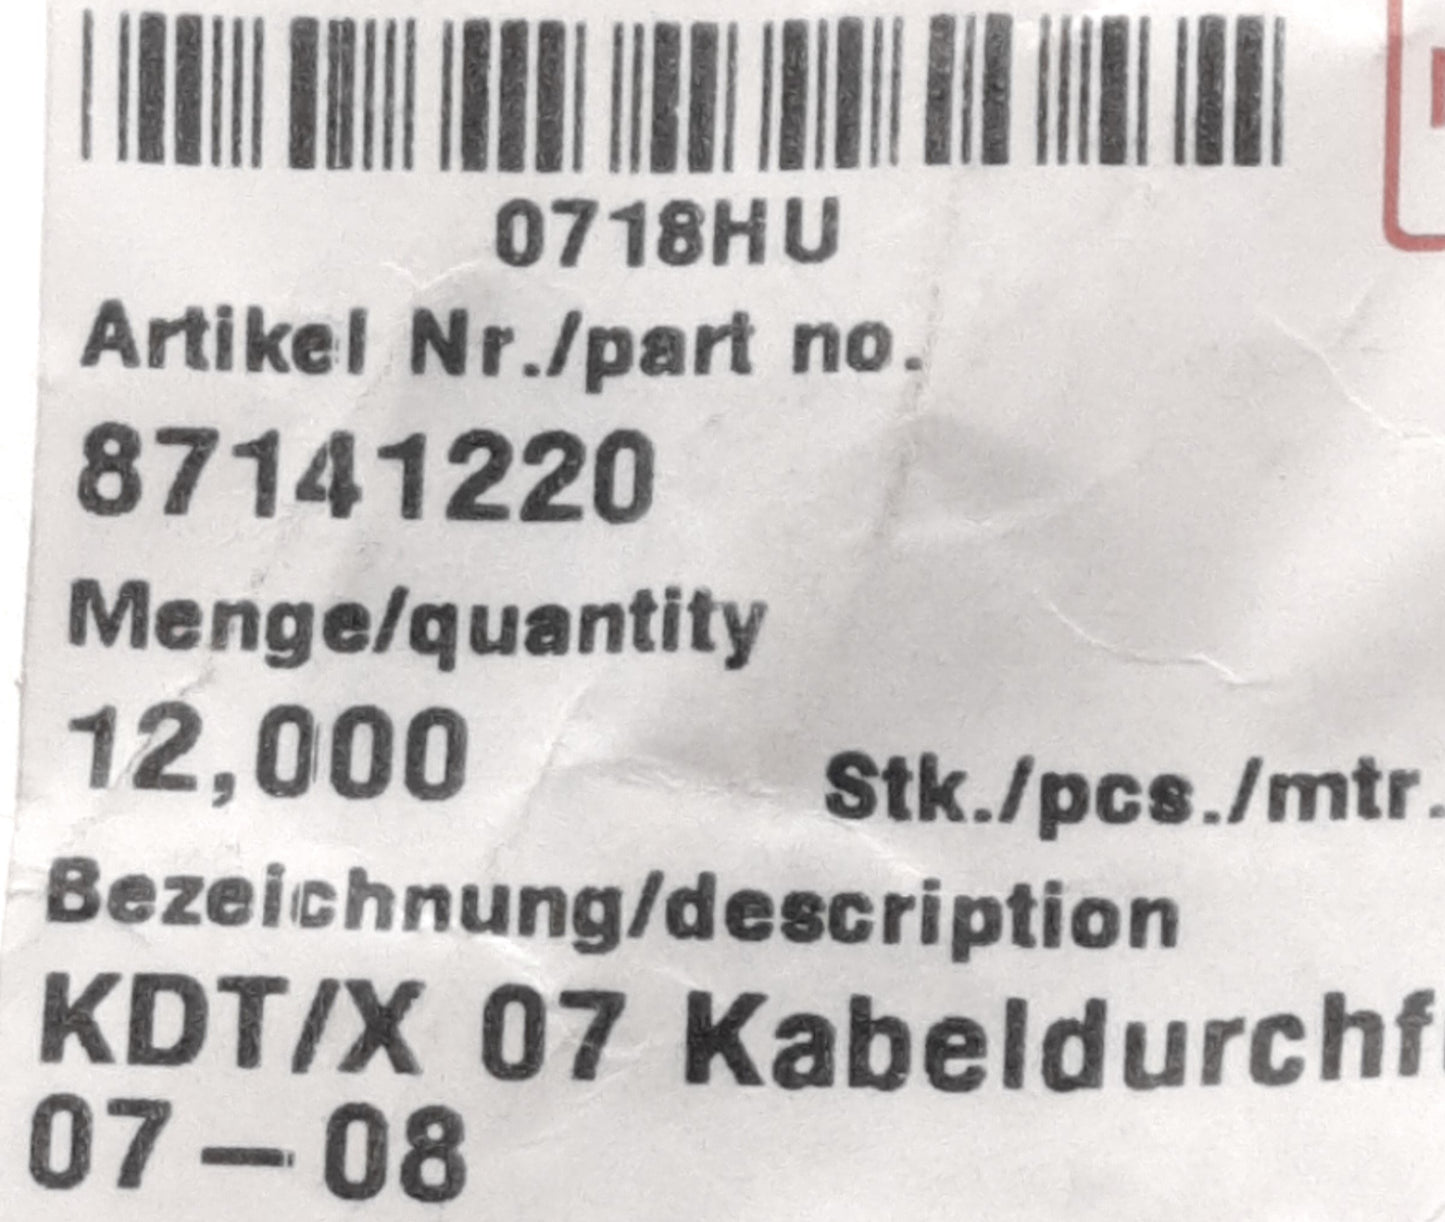 0718HU
Artikel Nr./part no.
87141220
Menge/quantity
12,000
Stk./pcs./mtr.
Bezeichnung/description
KDT/X 07 Kabeldurchf
07-08